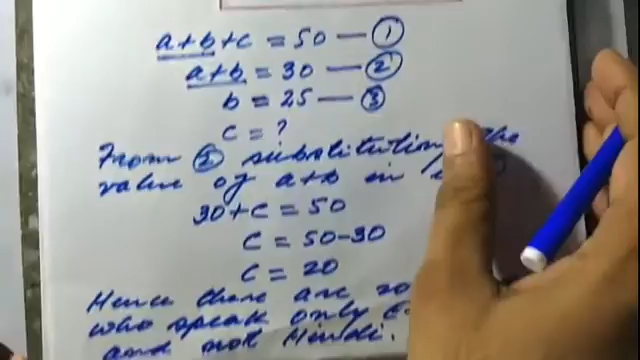 a+b+c = 50 — ①
a+b = 30 — ②
b = 25 — ③
c = ?
From ② substituting the
value of a+b in
30+c = 50
c = 50-30
c = 20
Hence there are 20
who speak only
and not Hindi.